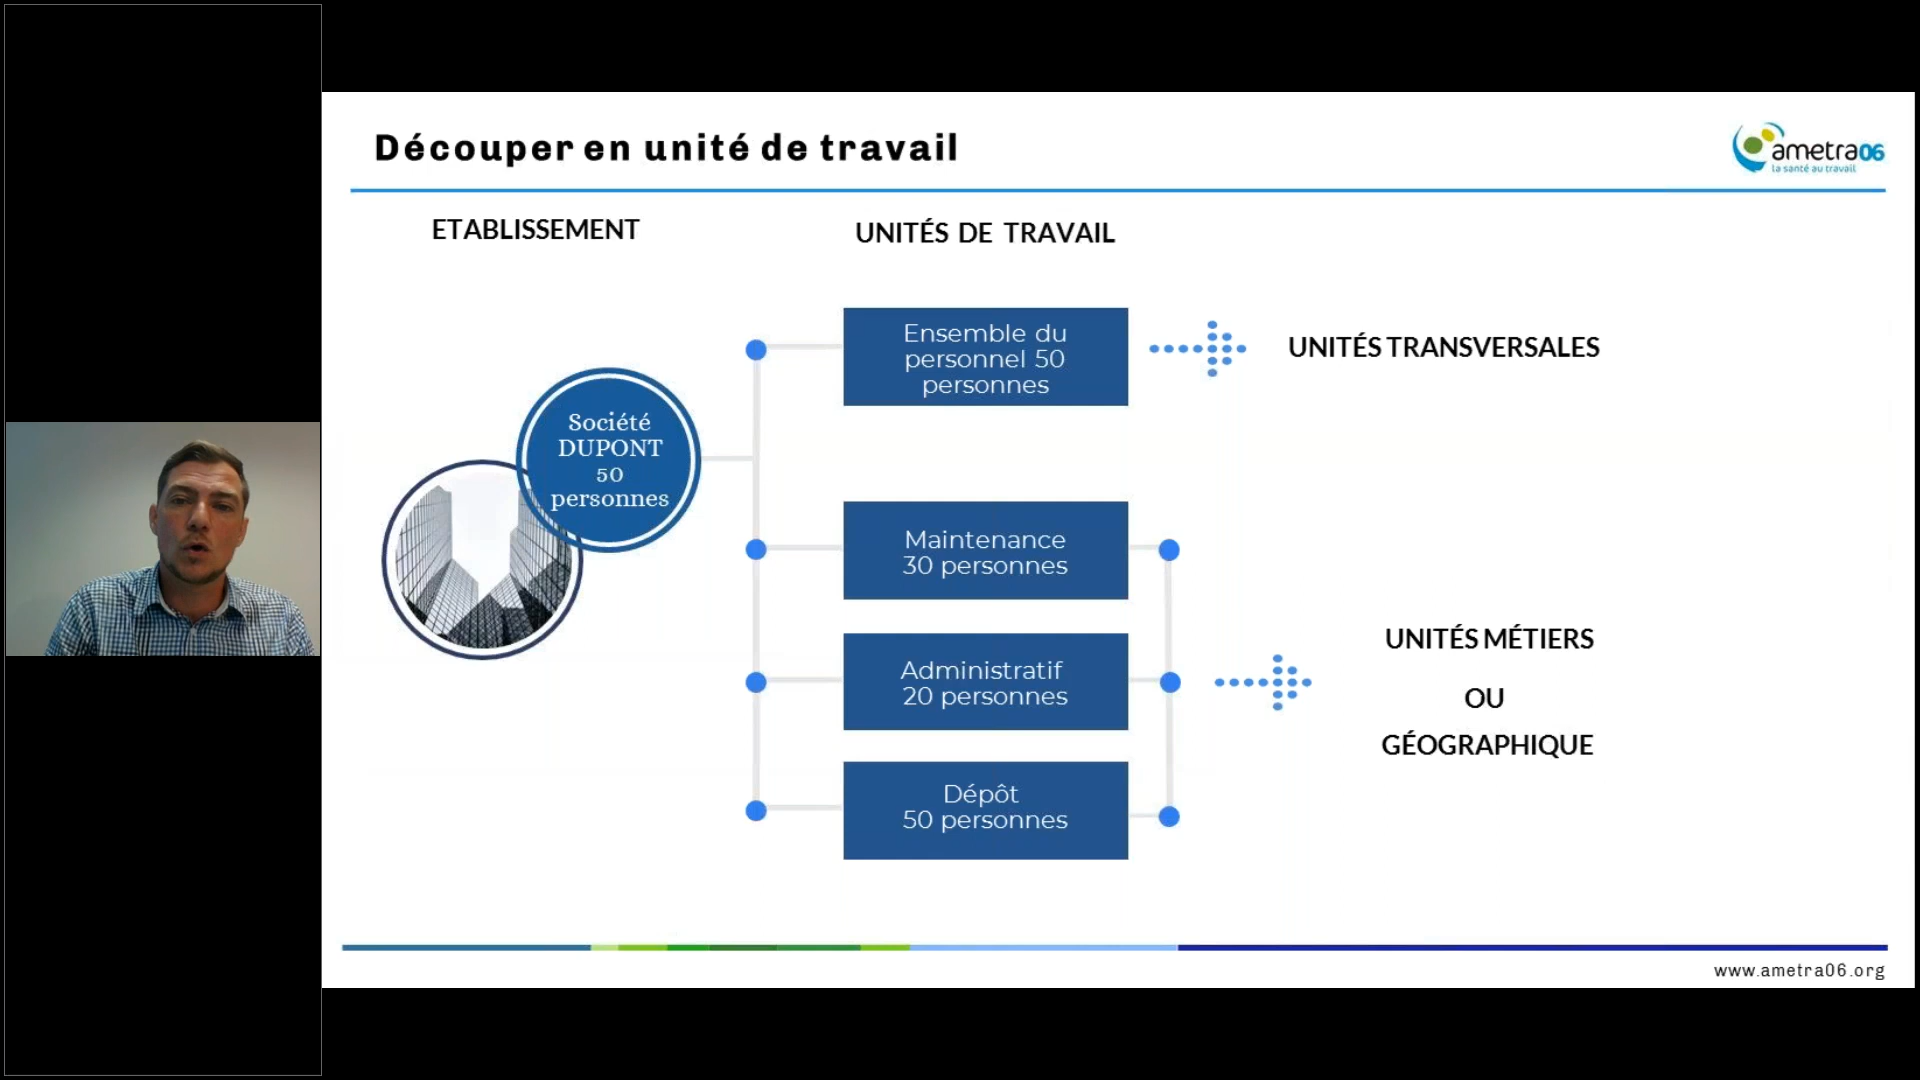 Découper en unité de travail
ametra06
la santé au travail
ETABLISSEMENT
UNITÉS DE TRAVAIL
Société
DUPONT
50
personnes
Ensemble du
personnel 50
personnes
UNITÉS TRANSVERSALES
Maintenance
30 personnes
Administratif
20 personnes
Dépôt
50 personnes
UNITÉS MÉTIERS
OU
GÉOGRAPHIQUE
www.ametra06.org